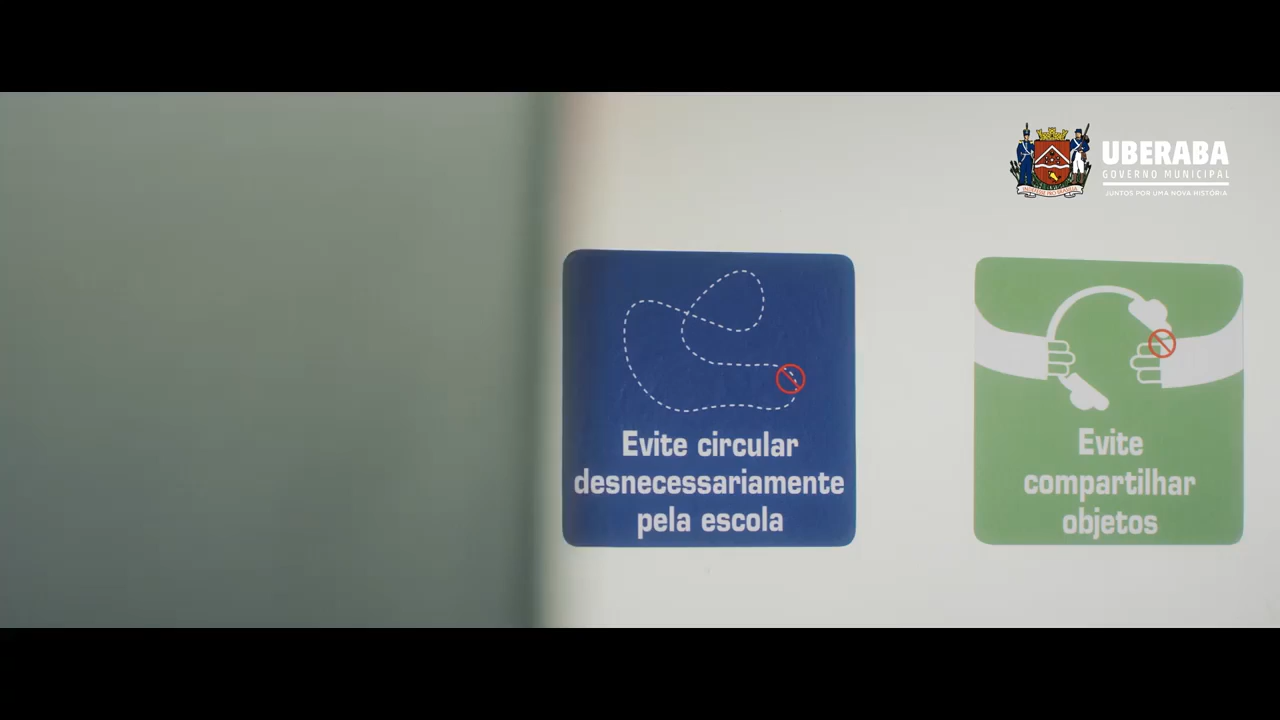 UBERABA
GOVERNO MUNICIPAL
JUNTOS POR UMA NOVA HISTÓRIA
Evite circular
desnecessariamente
pela escola
Evite
compartilhar
objetos